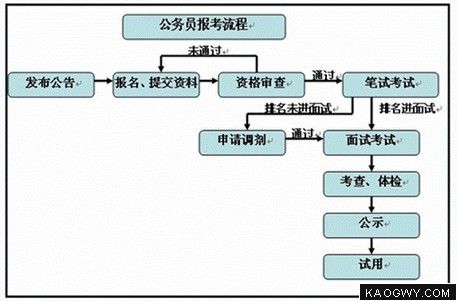 公务员报考流程
未通过
发布公告
报名、提交资料
资格审查
通过
笔试考试
排名未进面试
排名进面试
申请调剂
通过
面试考试
考查、体检
公示
试用
KAOGWY.COM